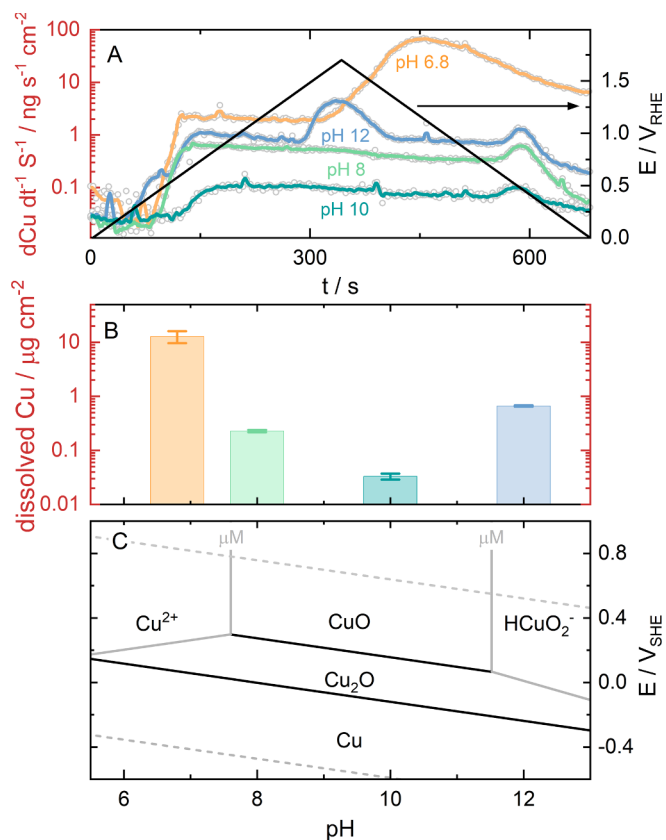 A
100
10
1
0.1
dCu dt⁻¹ S⁻¹ / ng s⁻¹ cm⁻²
pH 6.8
pH 12
pH 8
pH 10
1.5
1.0
0.5
0.0
E / V_RHE
0
300
600
t / s
B
10
1
0.1
0.01
dissolved Cu / μg cm⁻²
C
μM
μM
Cu²⁺
CuO
HCuO₂⁻
Cu₂O
Cu
0.8
0.4
0.0
-0.4
E / V_SHE
6
8
10
12
pH